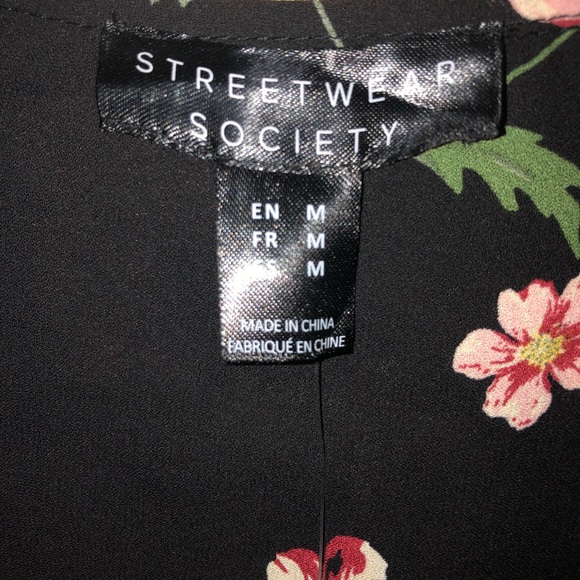 STREETWEAR
SOCIETY
EN M
FR M
M
MADE IN CHINA
FABRIQUÉ EN CHINE